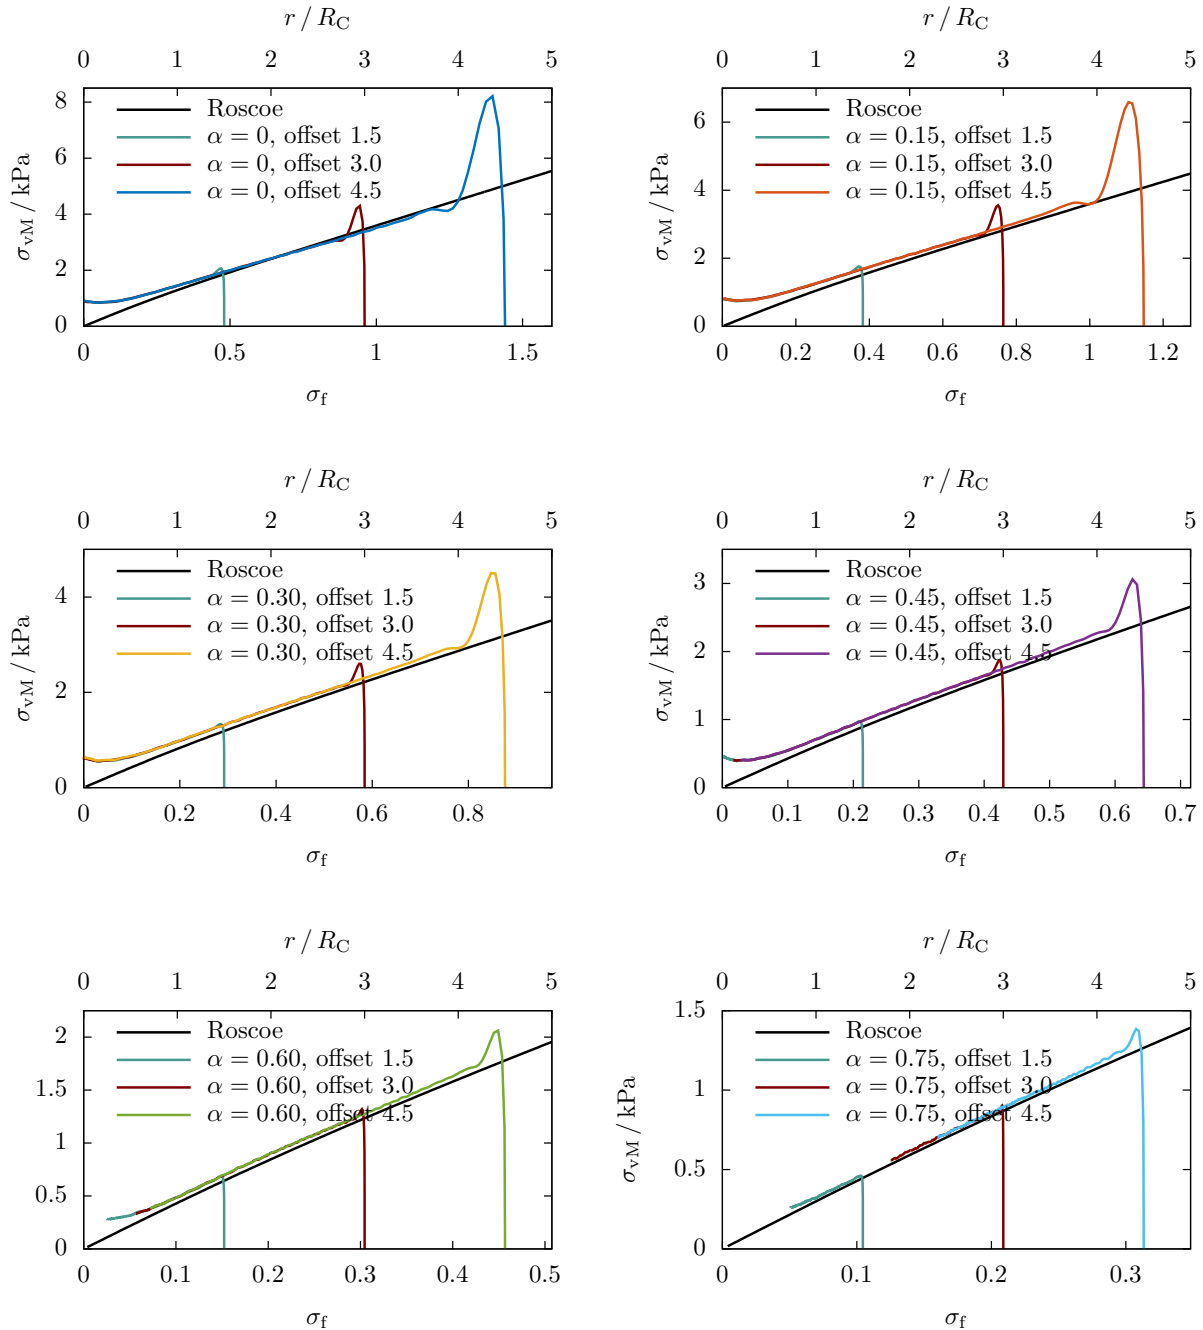 r / R_C
0 1 2 3 4 5
σ_vM / kPa
8
6
4
2
0
Roscoe
α = 0, offset 1.5
α = 0, offset 3.0
α = 0, offset 4.5
0 0.5 1 1.5
σ_f
r / R_C
0 1 2 3 4 5
σ_vM / kPa
6
4
2
0
Roscoe
α = 0.15, offset 1.5
α = 0.15, offset 3.0
α = 0.15, offset 4.5
0 0.2 0.4 0.6 0.8 1 1.2
σ_f
r / R_C
0 1 2 3 4 5
σ_vM / kPa
4
2
0
Roscoe
α = 0.30, offset 1.5
α = 0.30, offset 3.0
α = 0.30, offset 4.5
0 0.2 0.4 0.6 0.8
σ_f
r / R_C
0 1 2 3 4 5
σ_vM / kPa
3
2
1
0
Roscoe
α = 0.45, offset 1.5
α = 0.45, offset 3.0
α = 0.45, offset 4.5
0 0.1 0.2 0.3 0.4 0.5 0.6 0.7
σ_f
r / R_C
0 1 2 3 4 5
σ_vM / kPa
2
1.5
1
0.5
0
Roscoe
α = 0.60, offset 1.5
α = 0.60, offset 3.0
α = 0.60, offset 4.5
0 0.1 0.2 0.3 0.4 0.5
σ_f
r / R_C
0 1 2 3 4 5
σ_vM / kPa
1.5
1
0.5
0
Roscoe
α = 0.75, offset 1.5
α = 0.75, offset 3.0
α = 0.75, offset 4.5
0 0.1 0.2 0.3
σ_f